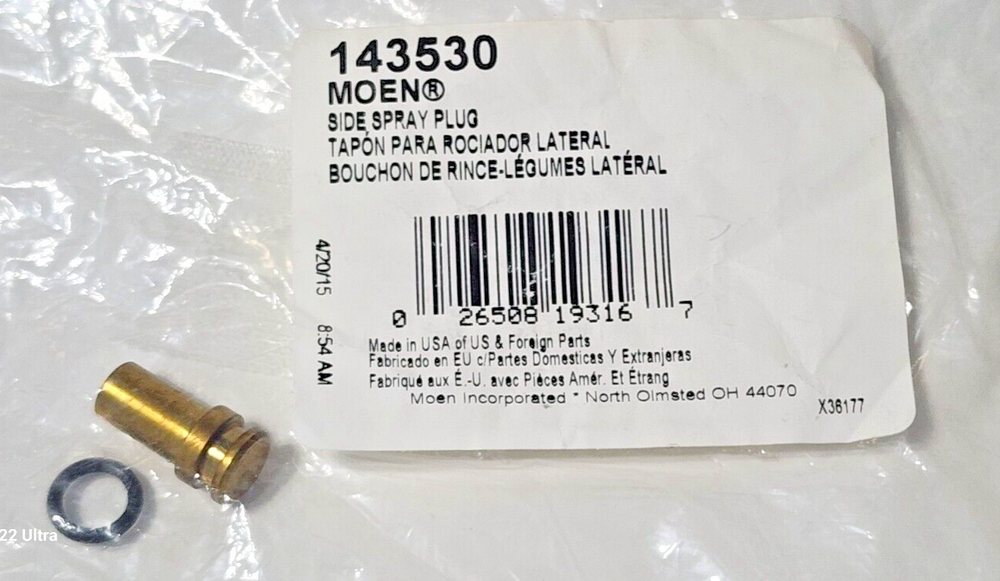 143530
MOEN®
SIDE SPRAY PLUG
TAPÓN PARA ROCIADOR LATERAL
BOUCHON DE RINCE-LÉGUMES LATÉRAL
4/20/15 8:54 AM
0 26508 19316 7
Made in USA of US & Foreign Parts
Fabricado en EU c/Partes Domesticas Y Extranjeras
Fabriqué aux É.-U. avec Pièces Amér. Et Étrang
Moen Incorporated * North Olmsted OH 44070
X36177
22 Ultra